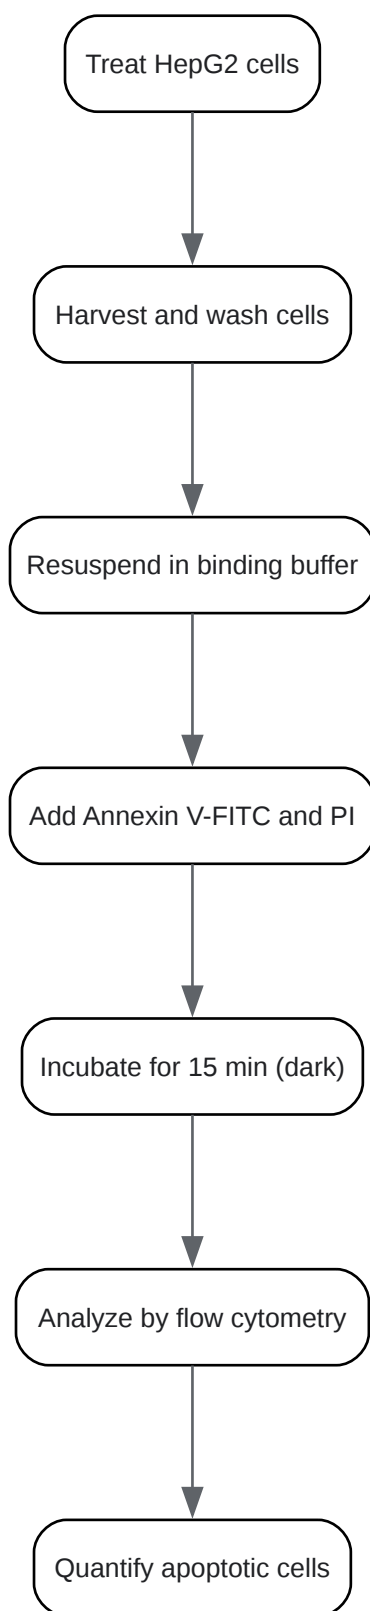 Treat HepG2 cells
Harvest and wash cells
Resuspend in binding buffer
Add Annexin V-FITC and PI
Incubate for 15 min (dark)
Analyze by flow cytometry
Quantify apoptotic cells